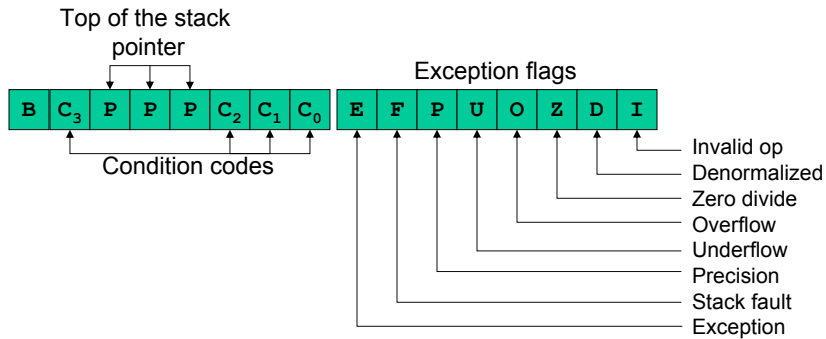 Top of the stack
pointer
Exception flags
B C₃ P P P C₂ C₁ C₀ E F P U O Z D I
Condition codes
Invalid op
Denormalized
Zero divide
Overflow
Underflow
Precision
Stack fault
Exception